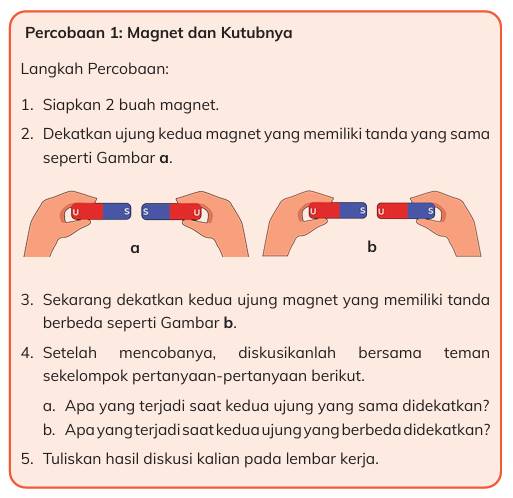 Percobaan 1: Magnet dan Kutubnya
Langkah Percobaan:
1. Siapkan 2 buah magnet.
2. Dekatkan ujung kedua magnet yang memiliki tanda yang sama
seperti Gambar a.
U S S U U S U S
a b
3. Sekarang dekatkan kedua ujung magnet yang memiliki tanda
berbeda seperti Gambar b.
4. Setelah mencobanya, diskusikanlah bersama teman
sekelompok pertanyaan-pertanyaan berikut.
a. Apa yang terjadi saat kedua ujung yang sama didekatkan?
b. Apa yang terjadi saat kedua ujung yang berbeda didekatkan?
5. Tuliskan hasil diskusi kalian pada lembar kerja.